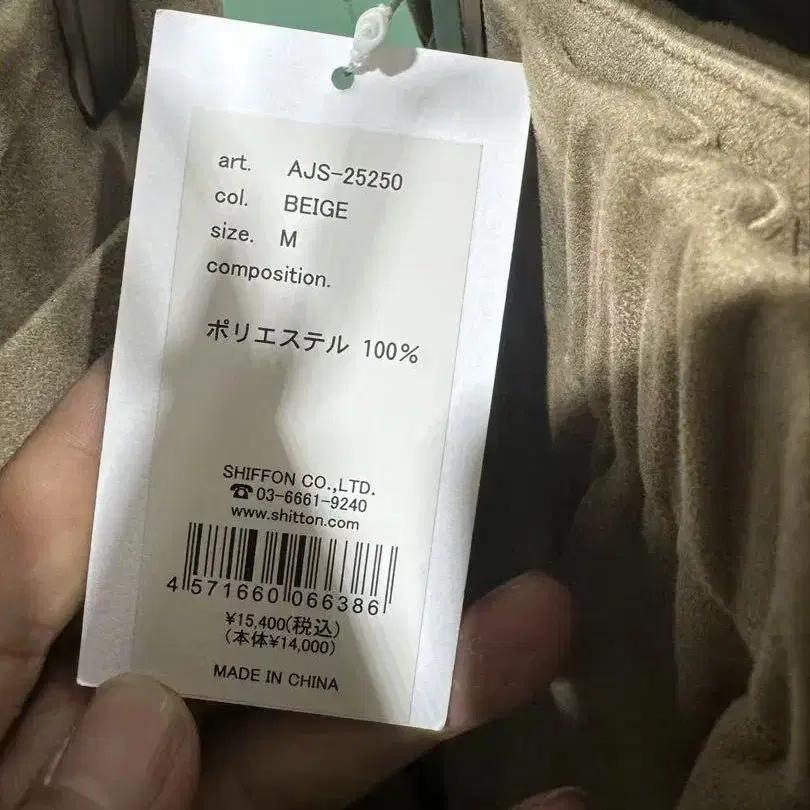 art. AJS-25250
col. BEIGE
size. M
composition.
ポリエステル 100%
SHIFFON CO.,LTD.
☎03-6661-9240
www.shitton.com
4 571660 066386
¥15,400(税込)
(本体¥14,000)
MADE IN CHINA